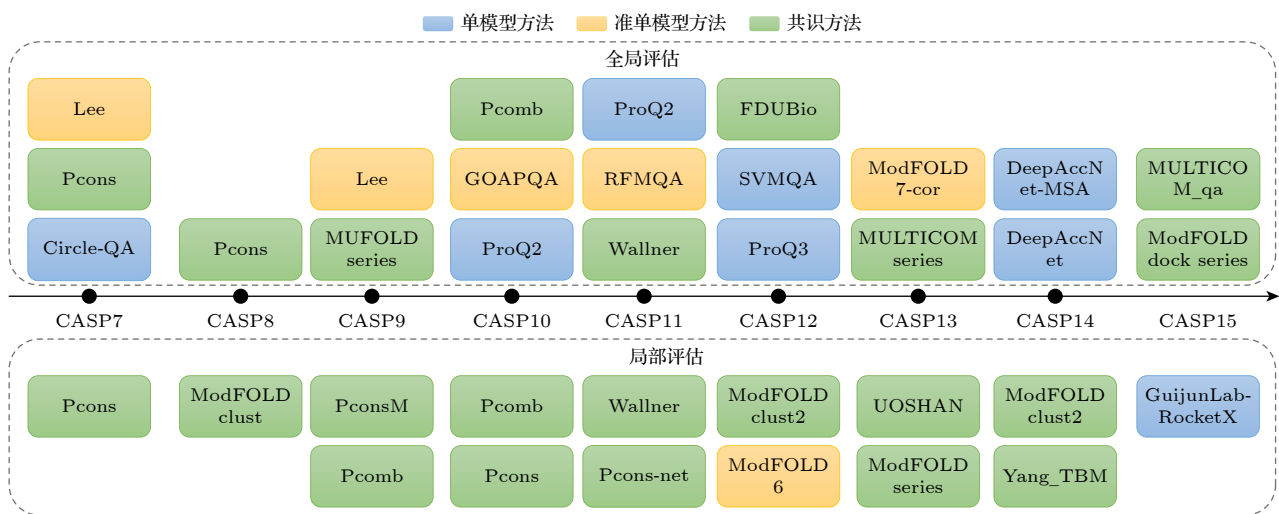 单模型方法 准单模型方法 共识方法
全局评估
Lee Pcomb ProQ2 FDUBio
Pcons Lee GOAPQA RFMQA SVMQA ModFOLD
7-cor DeepAccN
et-MSA MULTICO
M_qa
Circle-QA Pcons MUFOLD
series ProQ2 Wallner ProQ3 MULTICOM
series DeepAccN
et ModFOLD
dock series
CASP7 CASP8 CASP9 CASP10 CASP11 CASP12 CASP13 CASP14 CASP15
局部评估
Pcons ModFOLD
clust PconsM Pcomb Wallner ModFOLD
clust2 UOSHAN ModFOLD
clust2 GuijunLab-
RocketX
Pcomb Pcons Pcons-net ModFOLD
6 ModFOLD
series Yang_TBM